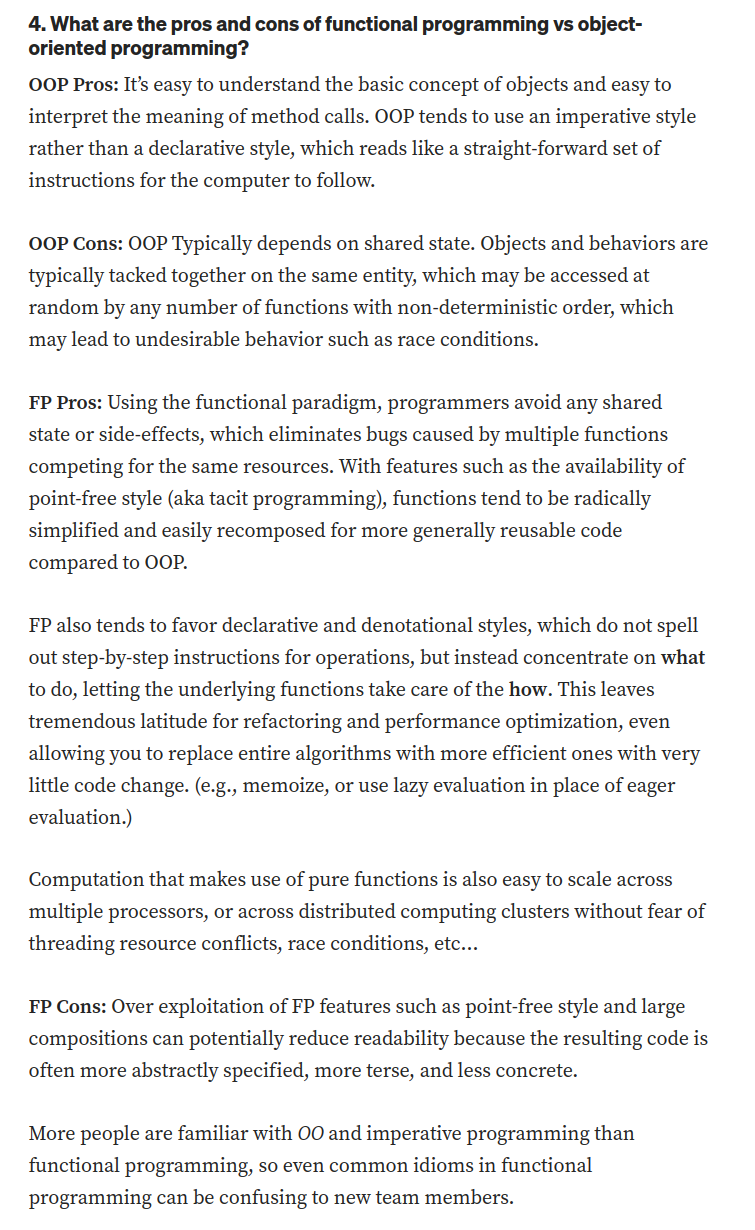 4. What are the pros and cons of functional programming vs object-
oriented programming?
OOP Pros: It’s easy to understand the basic concept of objects and easy to
interpret the meaning of method calls. OOP tends to use an imperative style
rather than a declarative style, which reads like a straight-forward set of
instructions for the computer to follow.
OOP Cons: OOP Typically depends on shared state. Objects and behaviors are
typically tacked together on the same entity, which may be accessed at
random by any number of functions with non-deterministic order, which
may lead to undesirable behavior such as race conditions.
FP Pros: Using the functional paradigm, programmers avoid any shared
state or side-effects, which eliminates bugs caused by multiple functions
competing for the same resources. With features such as the availability of
point-free style (aka tacit programming), functions tend to be radically
simplified and easily recomposed for more generally reusable code
compared to OOP.
FP also tends to favor declarative and denotational styles, which do not spell
out step-by-step instructions for operations, but instead concentrate on what
to do, letting the underlying functions take care of the how. This leaves
tremendous latitude for refactoring and performance optimization, even
allowing you to replace entire algorithms with more efficient ones with very
little code change. (e.g., memoize, or use lazy evaluation in place of eager
evaluation.)
Computation that makes use of pure functions is also easy to scale across
multiple processors, or across distributed computing clusters without fear of
threading resource conflicts, race conditions, etc…
FP Cons: Over exploitation of FP features such as point-free style and large
compositions can potentially reduce readability because the resulting code is
often more abstractly specified, more terse, and less concrete.
More people are familiar with OO and imperative programming than
functional programming, so even common idioms in functional
programming can be confusing to new team members.